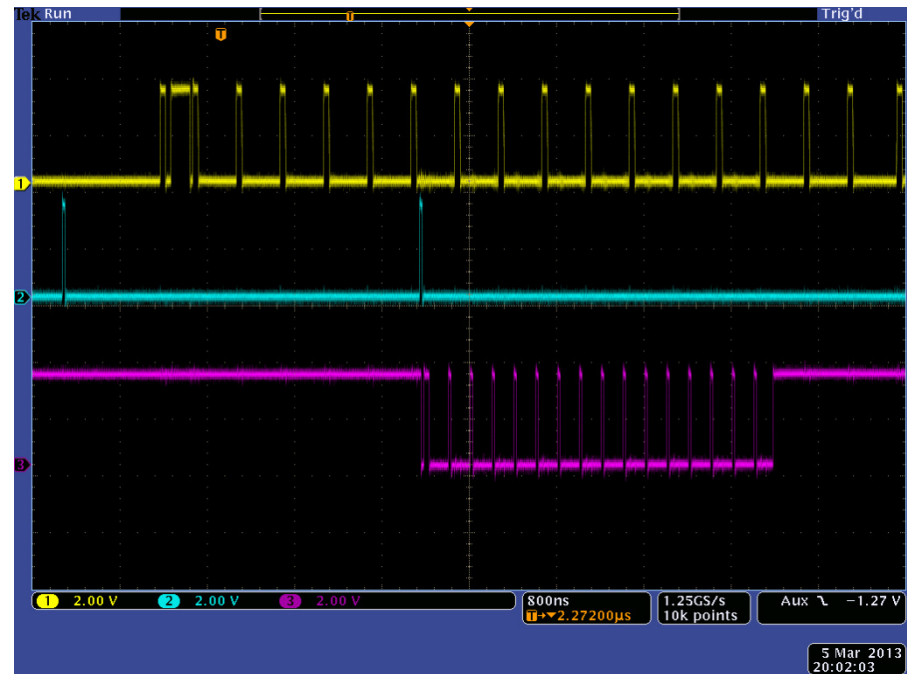 Tek Run Trig'd
T
T
1
2
3
1 2.00 V 2 2.00 V 3 2.00 V
800ns
T→▼2.27200µs
1.25GS/s
10k points
Aux ↘ −1.27 V
5 Mar 2013
20:02:03